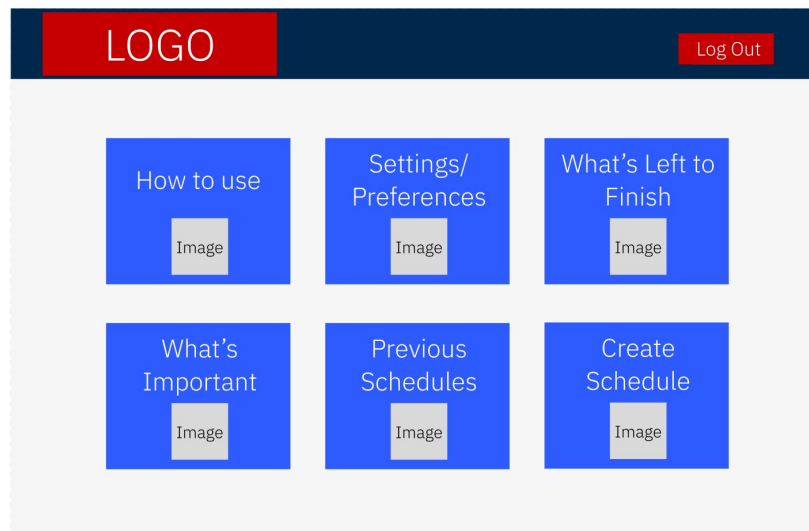 LOGO
Log Out
How to use
Image
Settings/
Preferences
Image
What's Left to
Finish
Image
What's
Important
Image
Previous
Schedules
Image
Create
Schedule
Image